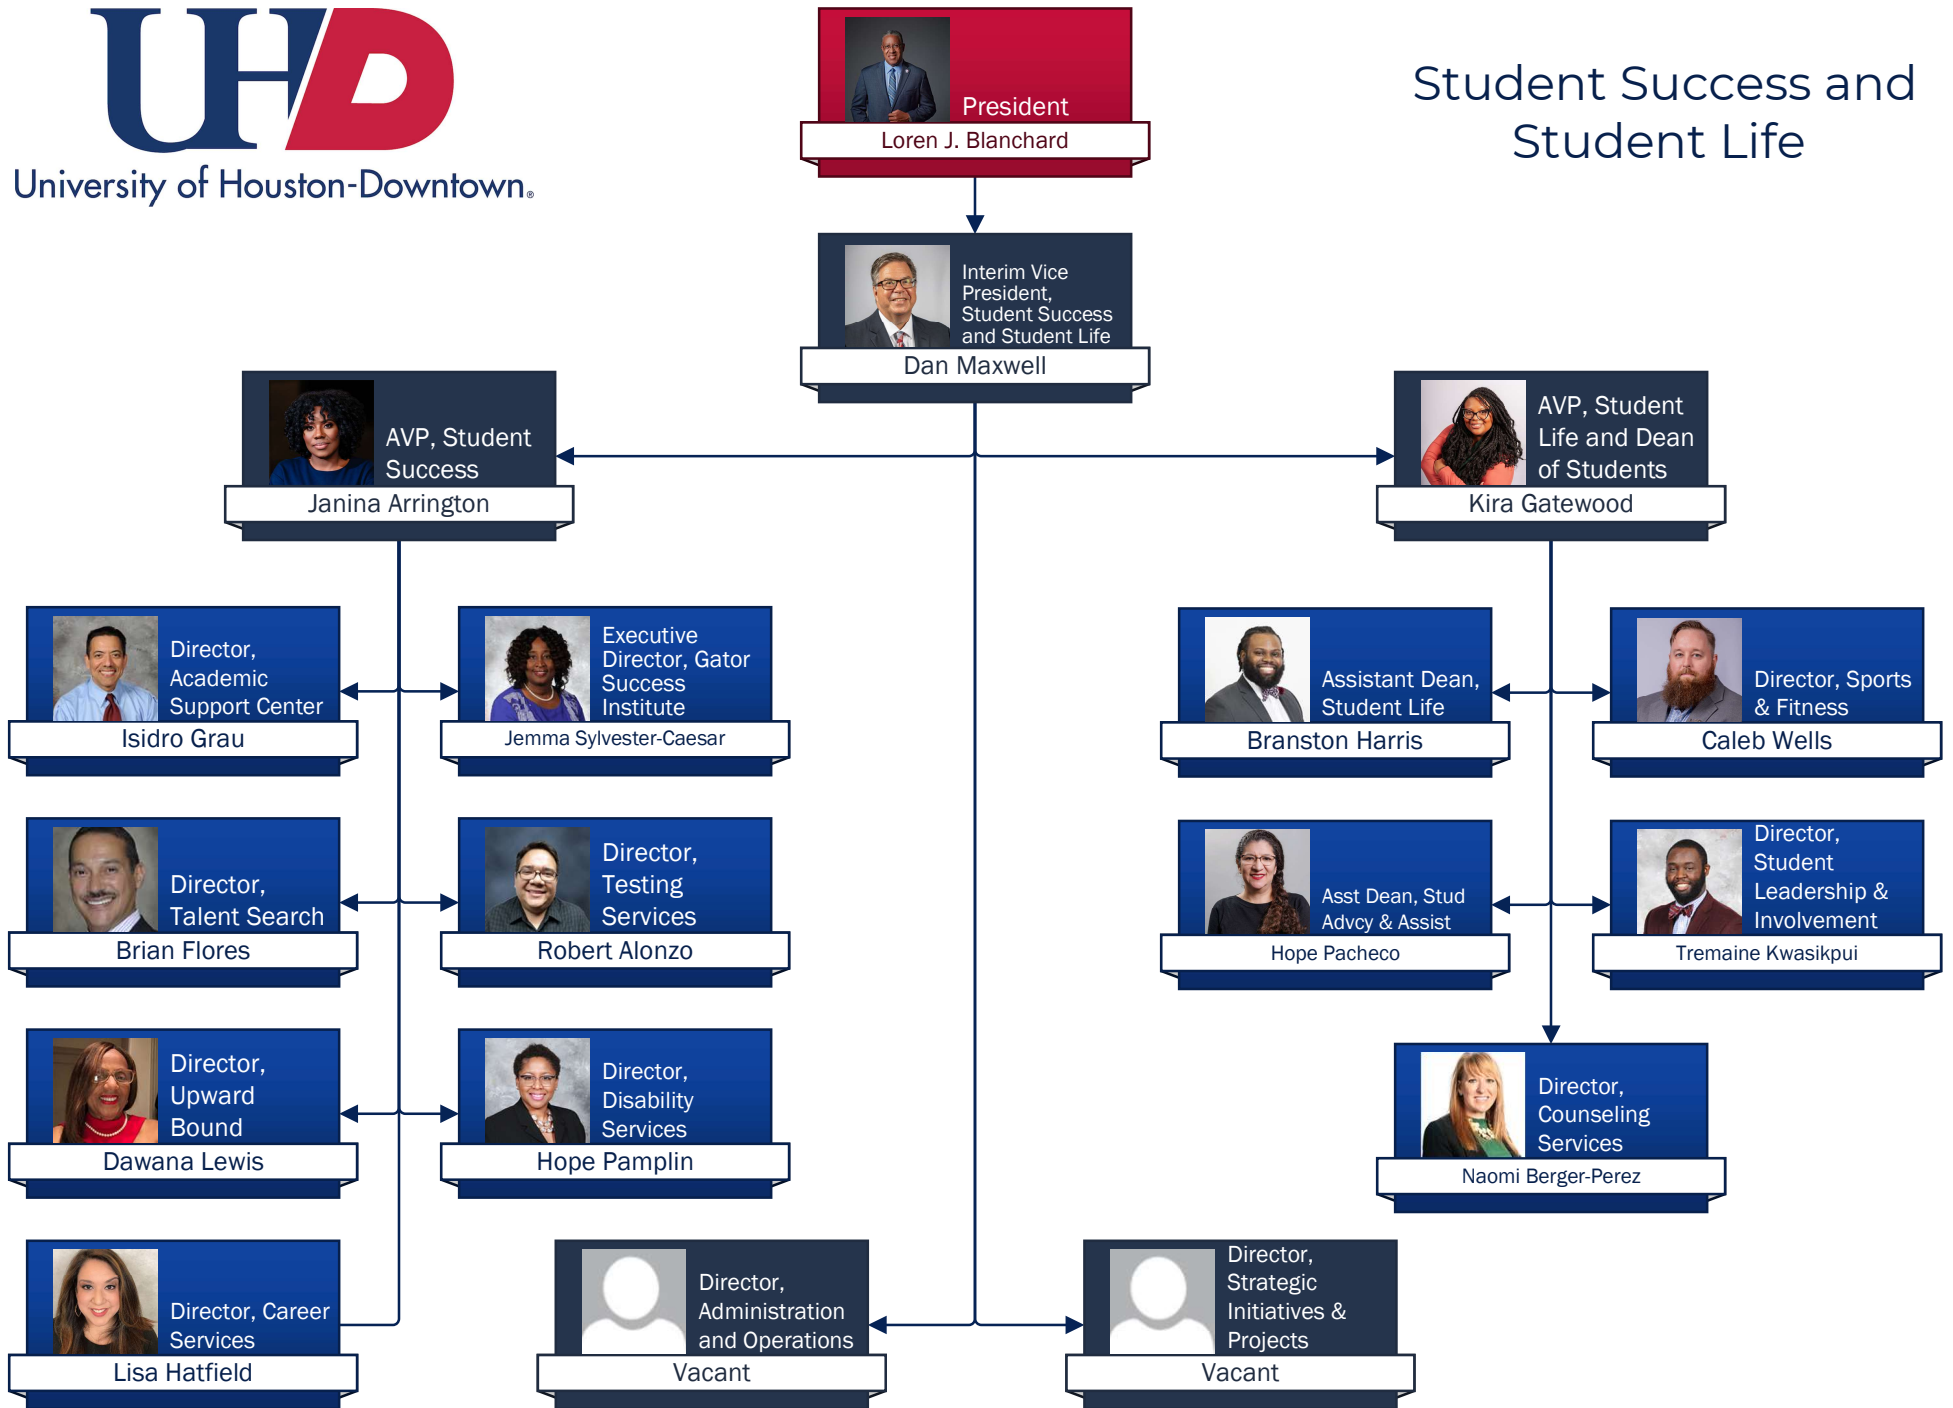 UHD
University of Houston-Downtown®
Student Success and
Student Life
President
Loren J. Blanchard
Interim Vice
President,
Student Success
and Student Life
Dan Maxwell
AVP, Student
Success
Janina Arrington
AVP, Student
Life and Dean
of Students
Kira Gatewood
Director,
Academic
Support Center
Isidro Grau
Executive
Director, Gator
Success
Institute
Jemma Sylvester-Caesar
Assistant Dean,
Student Life
Branston Harris
Director, Sports
& Fitness
Caleb Wells
Director,
Talent Search
Brian Flores
Director,
Testing
Services
Robert Alonzo
Asst Dean, Stud
Advcy & Assist
Hope Pacheco
Director,
Student
Leadership &
Involvement
Tremaine Kwasikpui
Director,
Upward
Bound
Dawana Lewis
Director,
Disability
Services
Hope Pamplin
Director,
Counseling
Services
Naomi Berger-Perez
Director, Career
Services
Lisa Hatfield
Director,
Administration
and Operations
Vacant
Director,
Strategic
Initiatives &
Projects
Vacant